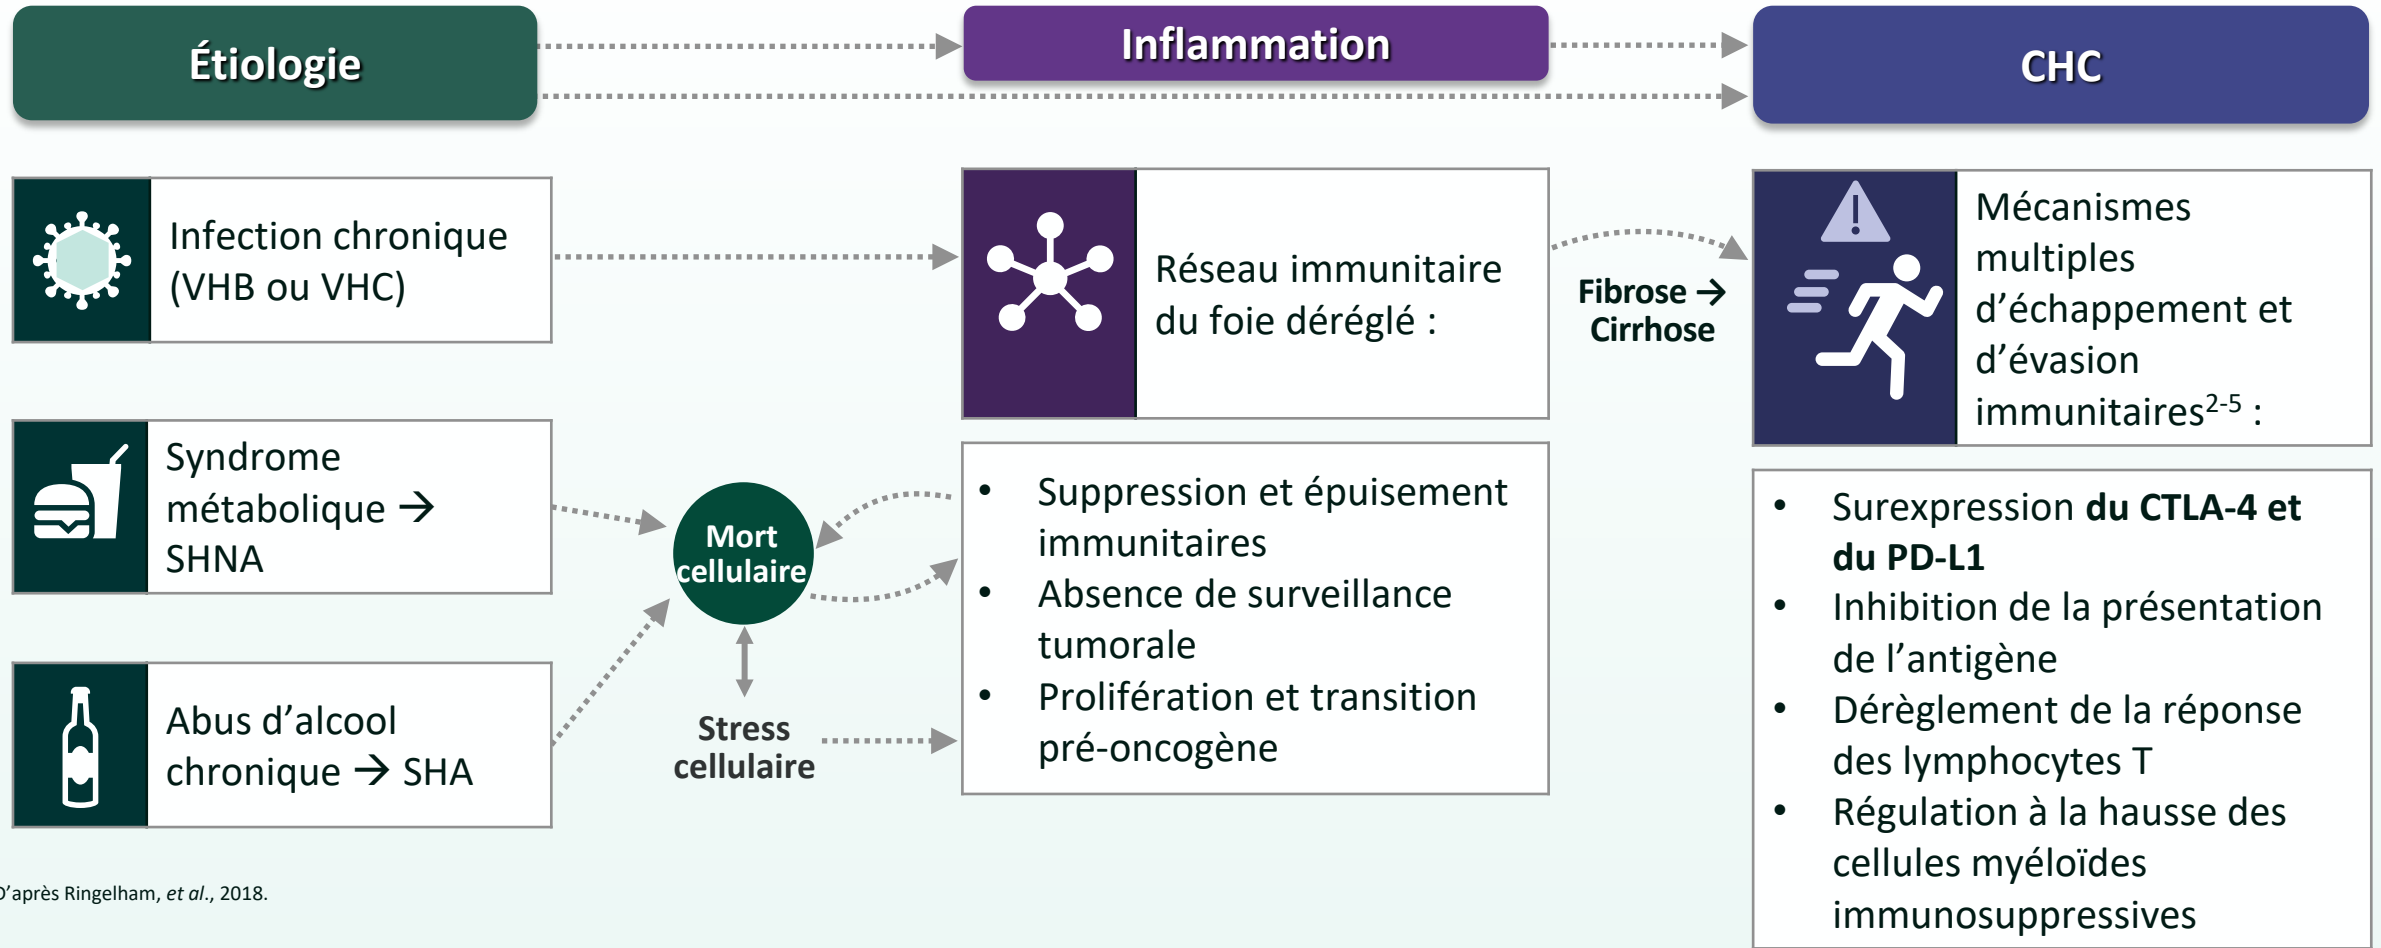 Étiologie
Inflammation
CHC
Infection chronique
(VHB ou VHC)
Syndrome
métabolique →
SHNA
Abus d’alcool
chronique → SHA
Mort
cellulaire
Stress
cellulaire
Réseau immunitaire
du foie déréglé :
• Suppression et épuisement
immunitaires
• Absence de surveillance
tumorale
• Prolifération et transition
pré-oncogène
Fibrose →
Cirrhose
Mécanismes
multiples
d’échappement et
d’évasion
immunitaires2-5 :
• Surexpression du CTLA-4 et
du PD-L1
• Inhibition de la présentation
de l’antigène
• Dérèglement de la réponse
des lymphocytes T
• Régulation à la hausse des
cellules myéloïdes
immunosuppressives
D’après Ringelham, et al., 2018.